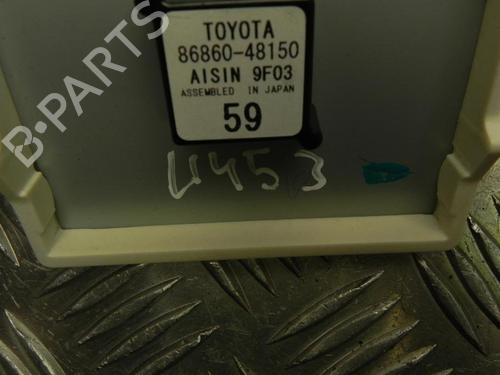 B-PARTS
TOYOTA
86860-48150
AISIN 9F03
ASSEMBLED IN JAPAN
59
U453